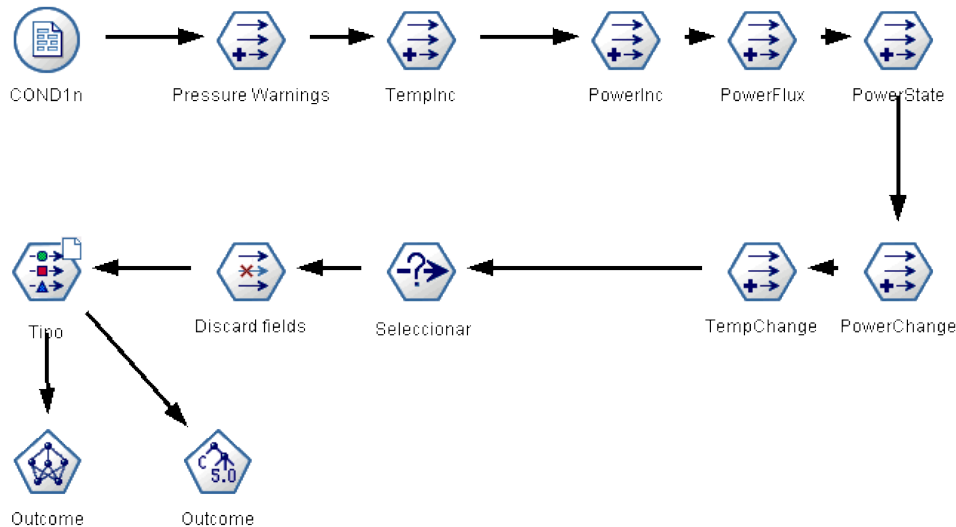 COND1n
Pressure Warnings
TempInc
PowerInc
PowerFlux
PowerState
Tipo
Discard fields
Seleccionar
TempChange
PowerChange
C 5.0
Outcome
Outcome